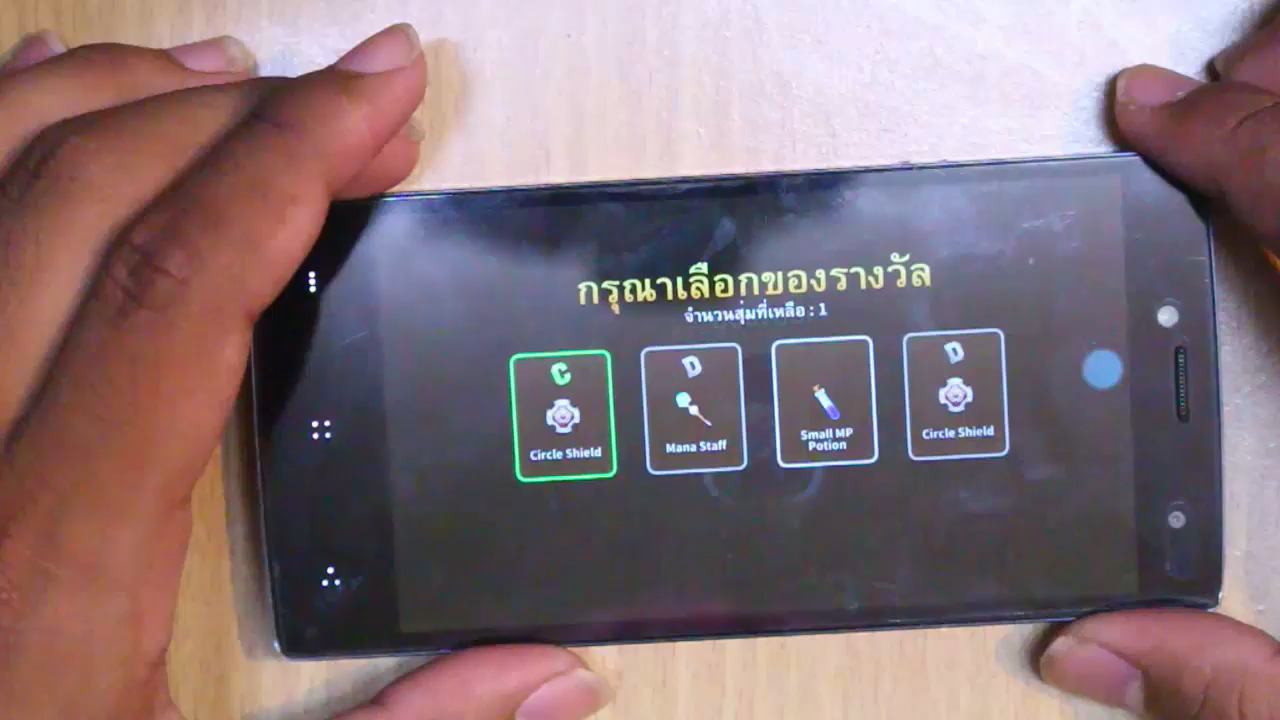 กรุณาเลือกของรางวัล
จำนวนสุ่มที่เหลือ : 1
C
Circle Shield
D
Mana Staff
Small MP
Potion
D
Circle Shield